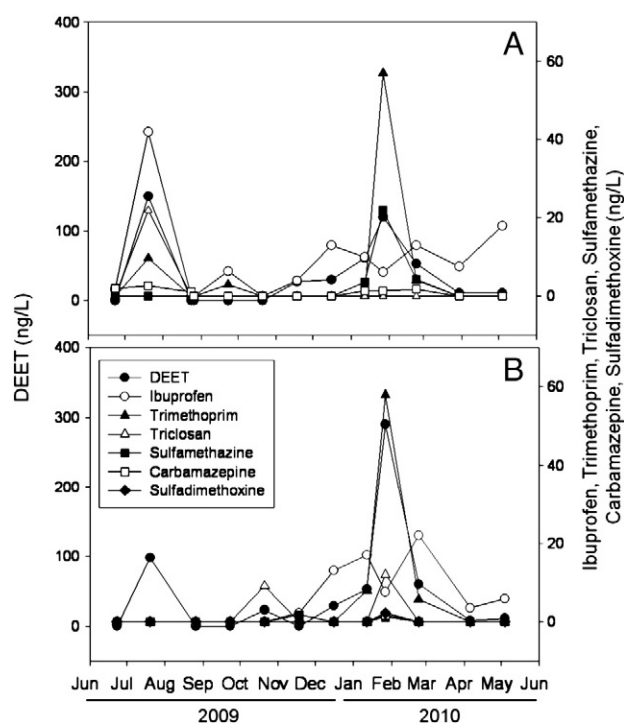 400
300
200
100
0
A
60
40
20
0
DEET (ng/L)
Ibuprofen, Trimethoprim, Triclosan, Sulfamethazine,
Carbamazepine, Sulfadimethoxine (ng/L)
400
300
200
100
0
B
60
40
20
0
DEET
Ibuprofen
Trimethoprim
Triclosan
Sulfamethazine
Carbamazepine
Sulfadimethoxine
Jun Jul Aug Sep Oct Nov Dec Jan Feb Mar Apr May Jun
2009 2010